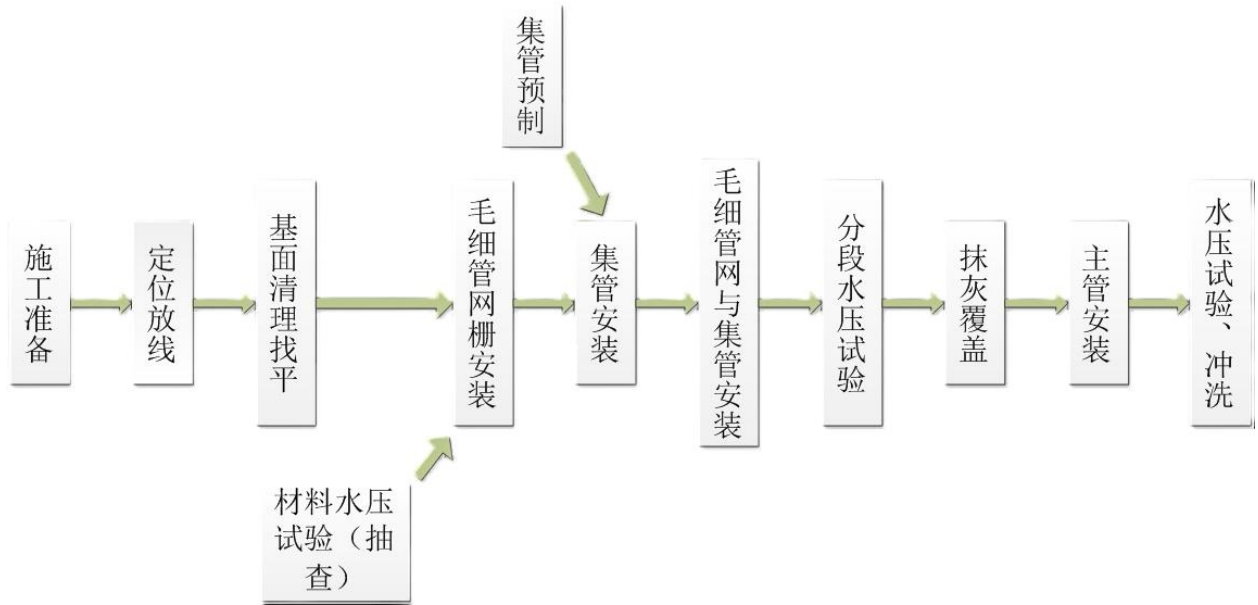 集管预制
施工准备
定位放线
基面清理找平
毛细管网栅安装
集管安装
毛细管网与集管安装
分段水压试验
抹灰覆盖
主管安装
水压试验、冲洗
材料水压
试验（抽
查）